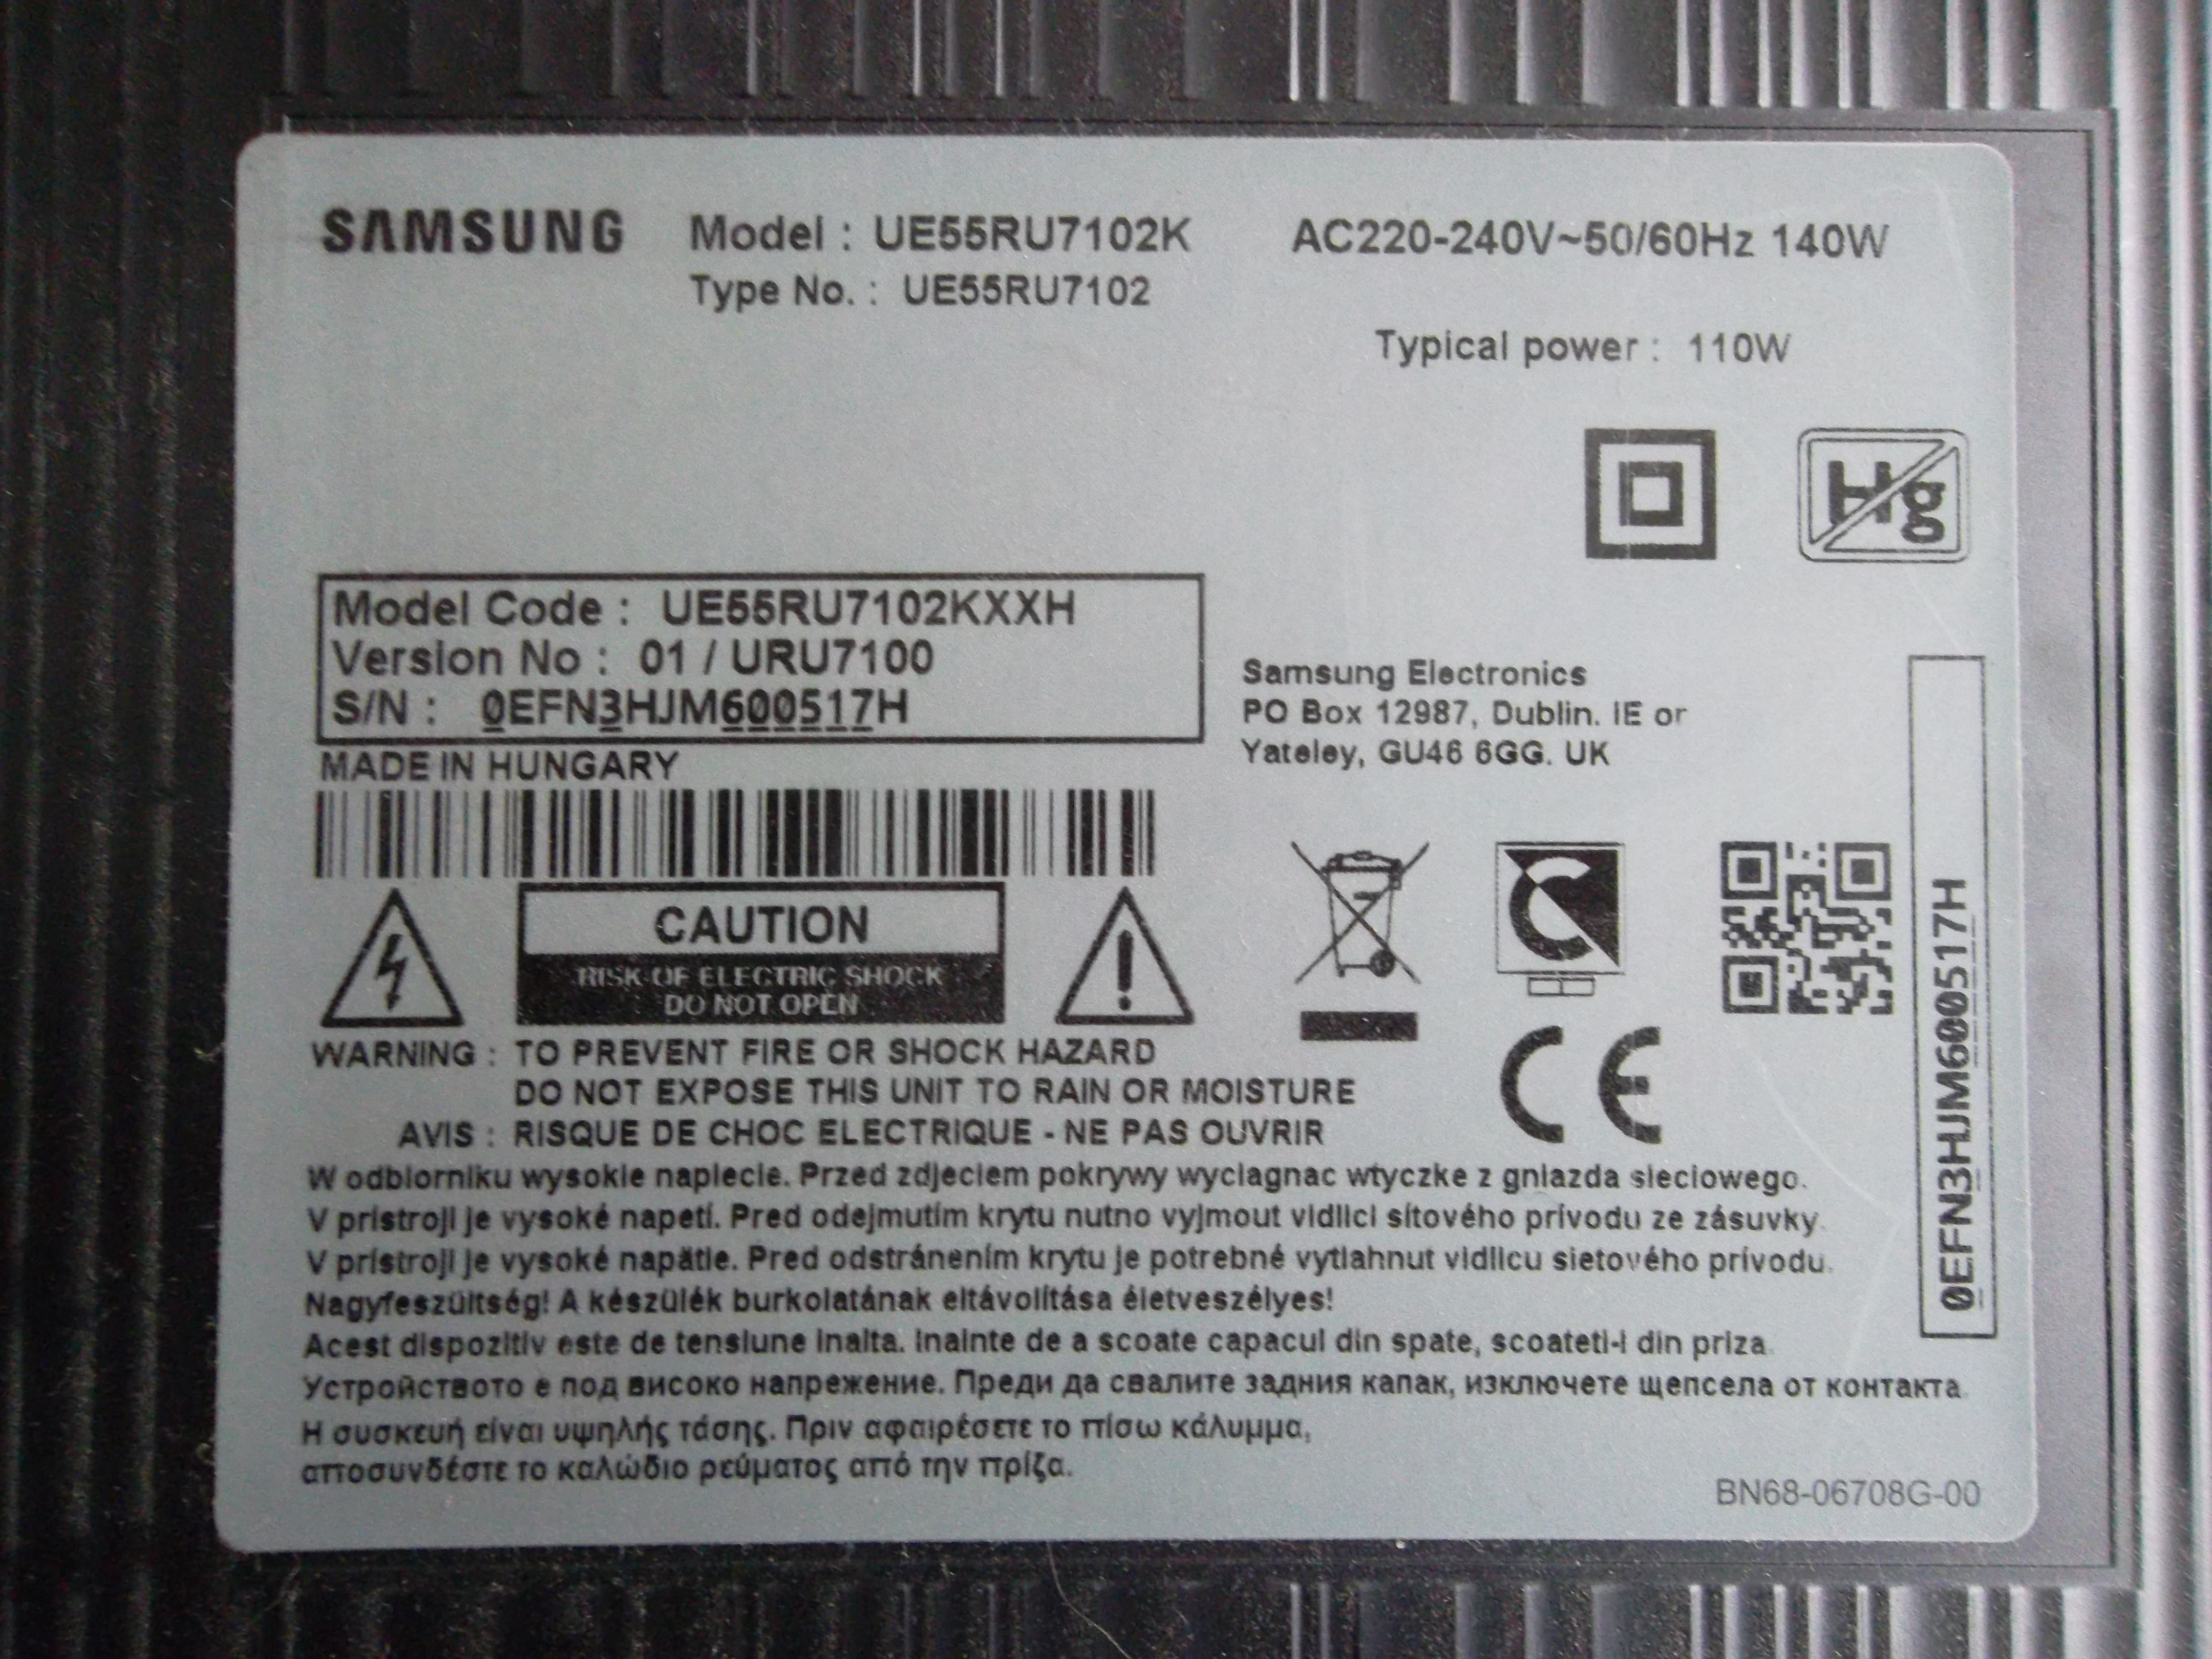 SAMSUNG Model : UE55RU7102K AC220-240V~50/60Hz 140W
Type No. : UE55RU7102
Typical power : 110W
Hg
Model Code : UE55RU7102KXXH
Version No : 01 / URU7100
S/N : 0EFN3HJM600517H
MADE IN HUNGARY
Samsung Electronics
PO Box 12987, Dublin. IE or
Yateley, GU46 6GG. UK
CAUTION
RISK OF ELECTRIC SHOCK
DO NOT OPEN
C
CE
0EFN3HJM600517H
WARNING : TO PREVENT FIRE OR SHOCK HAZARD
DO NOT EXPOSE THIS UNIT TO RAIN OR MOISTURE
AVIS : RISQUE DE CHOC ELECTRIQUE - NE PAS OUVRIR
W odbiorniku wysokie napiecie. Przed zdjeciem pokrywy wyciagnac wtyczke z gniazda sieciowego.
V pristroji je vysoké napetí. Pred odejmutím krytu nutno vyjmout vidlici sítového prívodu ze zásuvky.
V prístroji je vysoké napätie. Pred odstránením krytu je potrebné vytiahnut vidlicu sietového prívodu.
Nagyfeszültség! A készülék burkolatának eltávolítása életveszélyes!
Acest dispozitiv este de tensiune inalta. Inainte de a scoate capacul din spate, scoateti-l din priza.
Устройството е под високо напрежение. Преди да свалите задния капак, изключете щепсела от контакта.
Η συσκευή είναι υψηλής τάσης. Πριν αφαιρέσετε το πίσω κάλυμμα,
αποσυνδέστε το καλώδιο ρεύματος από την πρίζα.
BN68-06708G-00